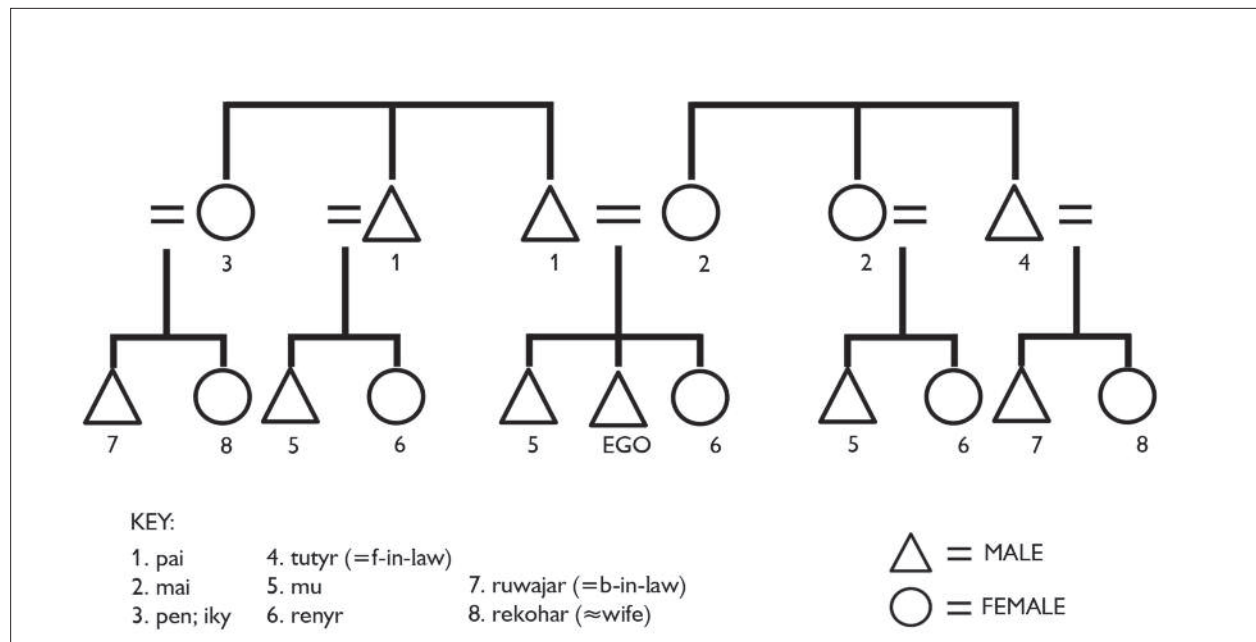 3 1 1 2 2 4
7 8 5 6 5 EGO 6 5 6 7 8
KEY:
1. pai
2. mai
3. pen; iky
4. tutyr (=f-in-law)
5. mu
6. renyr
7. ruwajar (=b-in-law)
8. rekohar (≈wife)
= MALE
= FEMALE